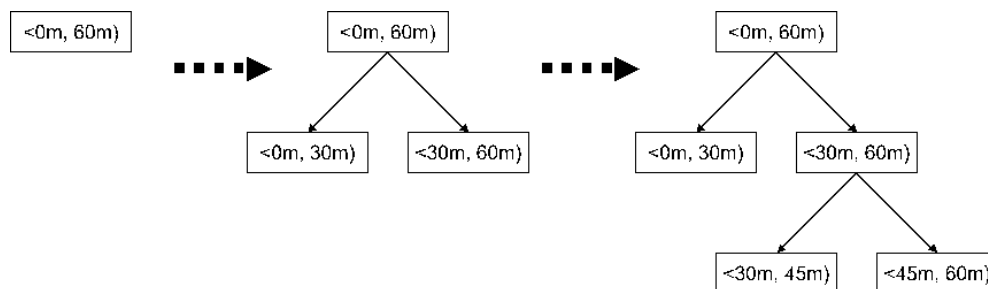 <0m, 60m)
<0m, 60m)
<0m, 60m)
<0m, 30m)
<30m, 60m)
<0m, 30m)
<30m, 60m)
<30m, 45m)
<45m, 60m)